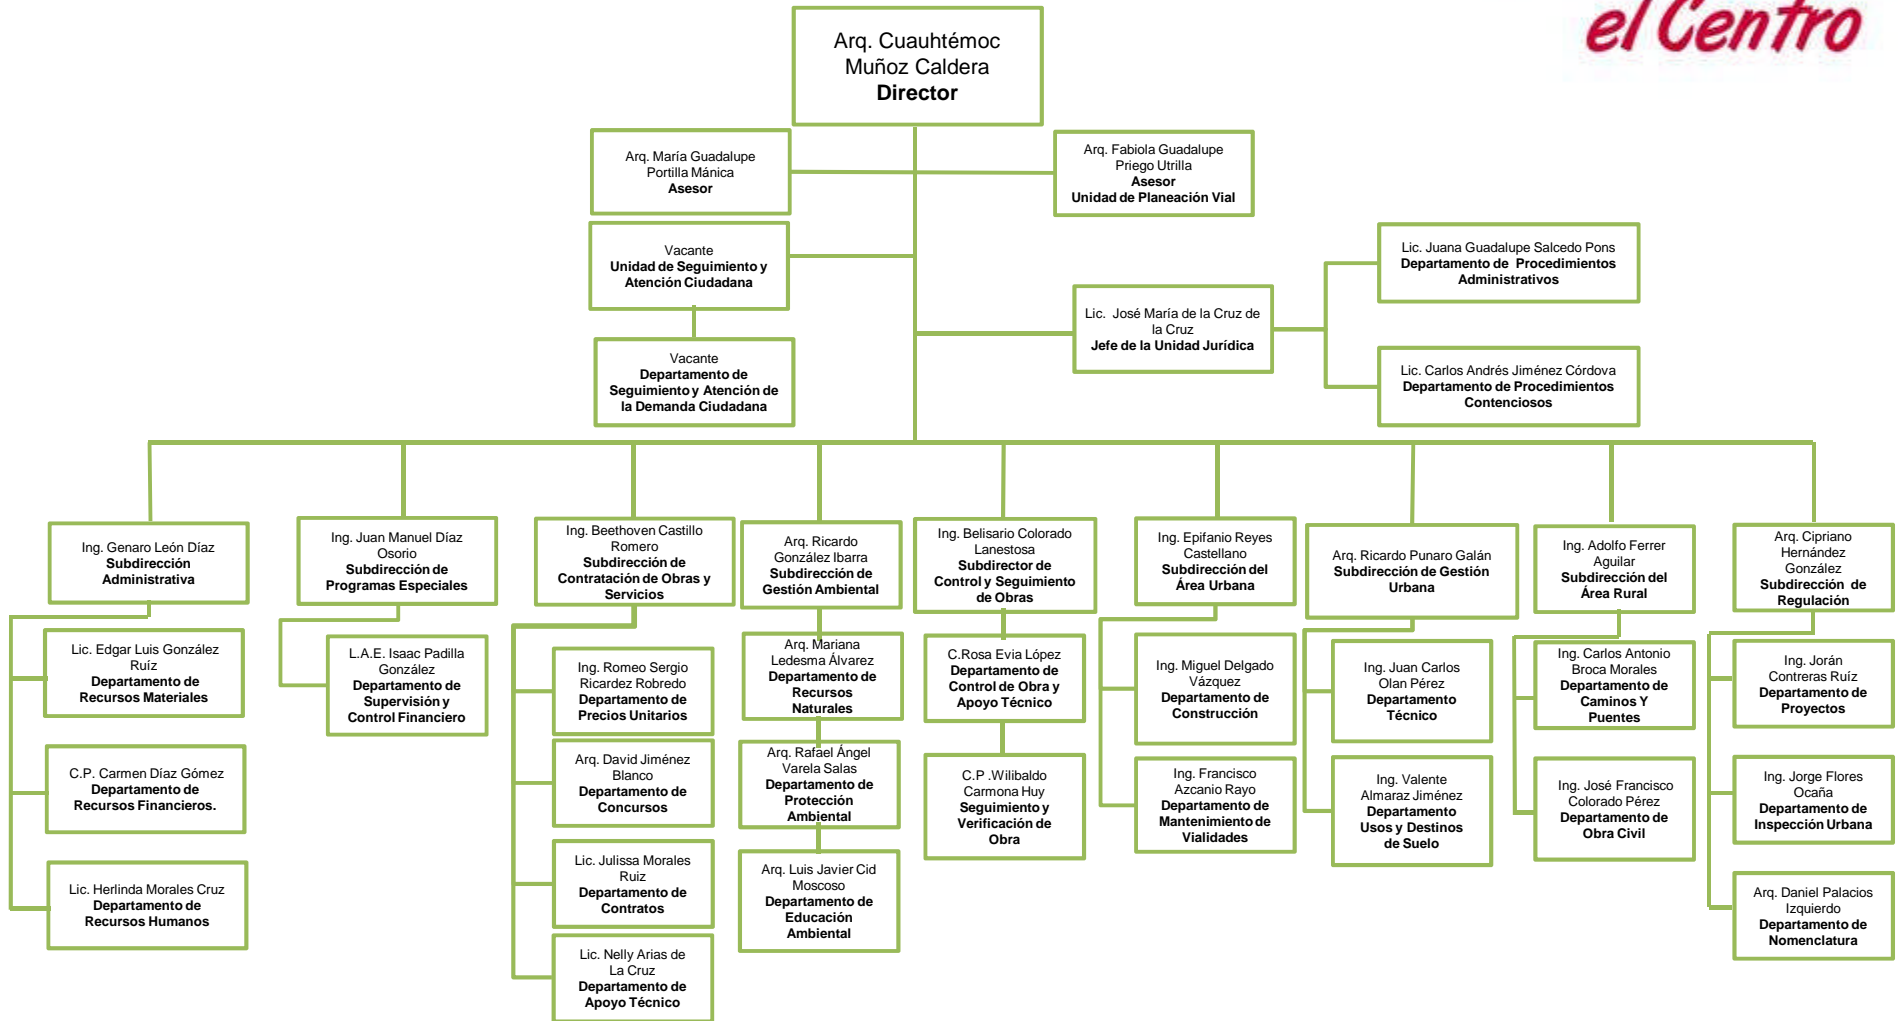 el Centro
Arq. Cuauhtémoc
Muñoz Caldera
Director
Arq. María Guadalupe
Portilla Mánica
Asesor
Arq. Fabiola Guadalupe
Priego Utrilla
Asesor
Unidad de Planeación Vial
Vacante
Unidad de Seguimiento y
Atención Ciudadana
Lic. Juana Guadalupe Salcedo Pons
Departamento de Procedimientos
Administrativos
Lic. José María de la Cruz de
la Cruz
Jefe de la Unidad Jurídica
Vacante
Departamento de
Seguimiento y Atención de
la Demanda Ciudadana
Lic. Carlos Andrés Jiménez Córdova
Departamento de Procedimientos
Contenciosos
Ing. Genaro León Díaz
Subdirección
Administrativa
Lic. Edgar Luis González
Ruíz
Departamento de
Recursos Materiales
C.P. Carmen Díaz Gómez
Departamento de
Recursos Financieros.
Lic. Herlinda Morales Cruz
Departamento de
Recursos Humanos
Ing. Juan Manuel Díaz
Osorio
Subdirección de
Programas Especiales
L.A.E. Isaac Padilla
González
Departamento de
Supervisión y
Control Financiero
Ing. Beethoven Castillo
Romero
Subdirección de
Contratación de Obras y
Servicios
Ing. Romeo Sergio
Ricardez Robredo
Departamento de
Precios Unitarios
Arq. David Jiménez
Blanco
Departamento de
Concursos
Lic. Julissa Morales
Ruiz
Departamento de
Contratos
Lic. Nelly Arias de
La Cruz
Departamento de
Apoyo Técnico
Arq. Ricardo
González Ibarra
Subdirección de
Gestión Ambiental
Arq. Mariana
Ledesma Álvarez
Departamento de
Recursos
Naturales
Arq. Rafael Ángel
Varela Salas
Departamento de
Protección
Ambiental
Arq. Luis Javier Cid
Moscoso
Departamento de
Educación
Ambiental
Ing. Belisario Colorado
Lanestosa
Subdirector de
Control y Seguimiento
de Obras
C.Rosa Evia López
Departamento de
Control de Obra y
Apoyo Técnico
C.P .Wilibaldo
Carmona Huy
Seguimiento y
Verificación de
Obra
Ing. Epifanio Reyes
Castellano
Subdirección del
Área Urbana
Ing. Miguel Delgado
Vázquez
Departamento de
Construcción
Ing. Francisco
Azcanio Rayo
Departamento de
Mantenimiento de
Vialidades
Arq. Ricardo Punaro Galán
Subdirección de Gestión
Urbana
Ing. Juan Carlos
Olan Pérez
Departamento
Técnico
Ing. Valente
Almaraz Jiménez
Departamento
Usos y Destinos
de Suelo
Ing. Adolfo Ferrer
Aguilar
Subdirección del
Área Rural
Ing. Carlos Antonio
Broca Morales
Departamento de
Caminos Y
Puentes
Ing. José Francisco
Colorado Pérez
Departamento de
Obra Civil
Arq. Cipriano
Hernández
González
Subdirección de
Regulación
Ing. Jorán
Contreras Ruíz
Departamento de
Proyectos
Ing. Jorge Flores
Ocaña
Departamento de
Inspección Urbana
Arq. Daniel Palacios
Izquierdo
Departamento de
Nomenclatura